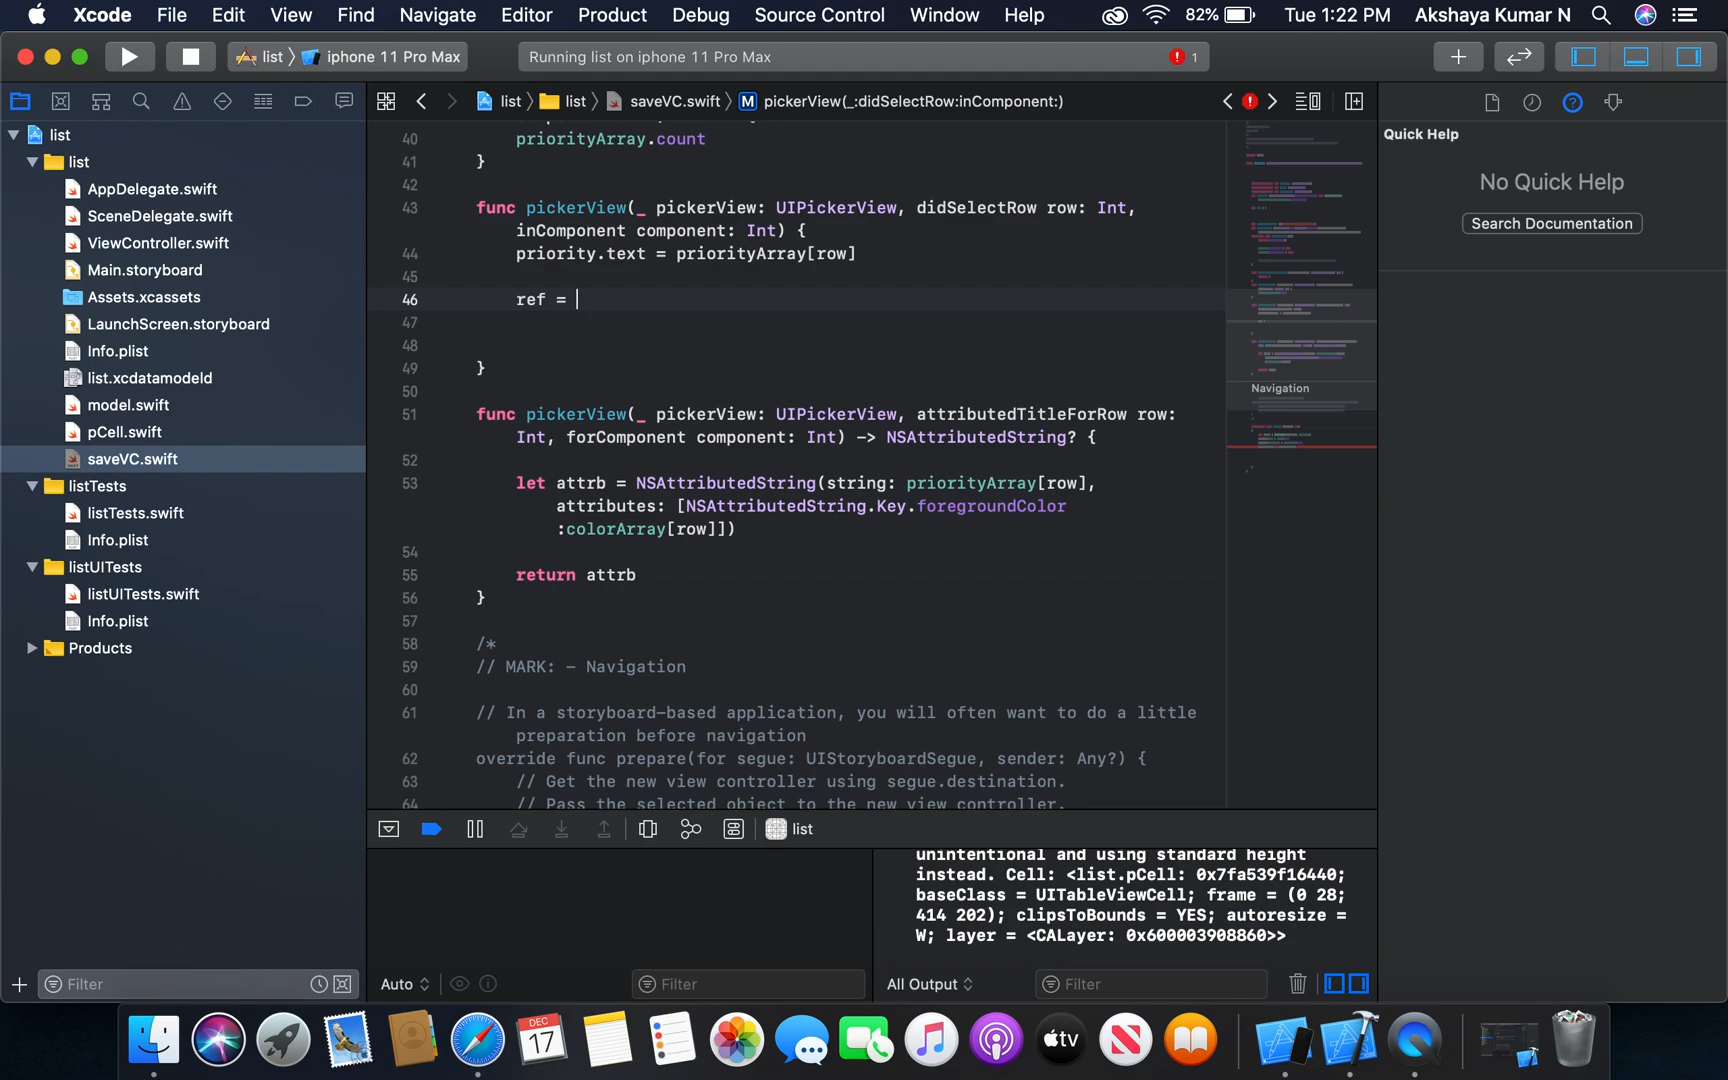 Xcode File Edit View Find Navigate Editor Product Debug Source Control Window Help 82% Tue 1:22 PM Akshaya Kumar N
list iphone 11 Pro Max Running list on iphone 11 Pro Max 1
list list saveVC.swift M pickerView(_:didSelectRow:inComponent:)
list
list
AppDelegate.swift
SceneDelegate.swift
ViewController.swift
Main.storyboard
Assets.xcassets
LaunchScreen.storyboard
Info.plist
list.xcdatamodeld
model.swift
pCell.swift
saveVC.swift
listTests
listTests.swift
Info.plist
listUITests
listUITests.swift
Info.plist
Products
Filter
40 priorityArray.count
41 }
42
43 func pickerView(_ pickerView: UIPickerView, didSelectRow row: Int,
inComponent component: Int) {
44 priority.text = priorityArray[row]
45
46 ref =
47
48
49 }
50
51 func pickerView(_ pickerView: UIPickerView, attributedTitleForRow row:
Int, forComponent component: Int) -> NSAttributedString? {
52
53 let attrb = NSAttributedString(string: priorityArray[row],
attributes: [NSAttributedString.Key.foregroundColor
:colorArray[row]])
54
55 return attrb
56 }
57
58 /*
59 // MARK: - Navigation
60
61 // In a storyboard-based application, you will often want to do a little
preparation before navigation
62 override func prepare(for segue: UIStoryboardSegue, sender: Any?) {
63 // Get the new view controller using segue.destination.
64 // Pass the selected object to the new view controller.
Navigation
Quick Help
No Quick Help
Search Documentation
list
unintentional and using standard height
instead. Cell: <list.pCell: 0x7fa539f16440;
baseClass = UITableViewCell; frame = (0 28;
414 202); clipsToBounds = YES; autoresize =
W; layer = <CALayer: 0x600003908860>>
Auto Filter All Output Filter
DEC
17
tv